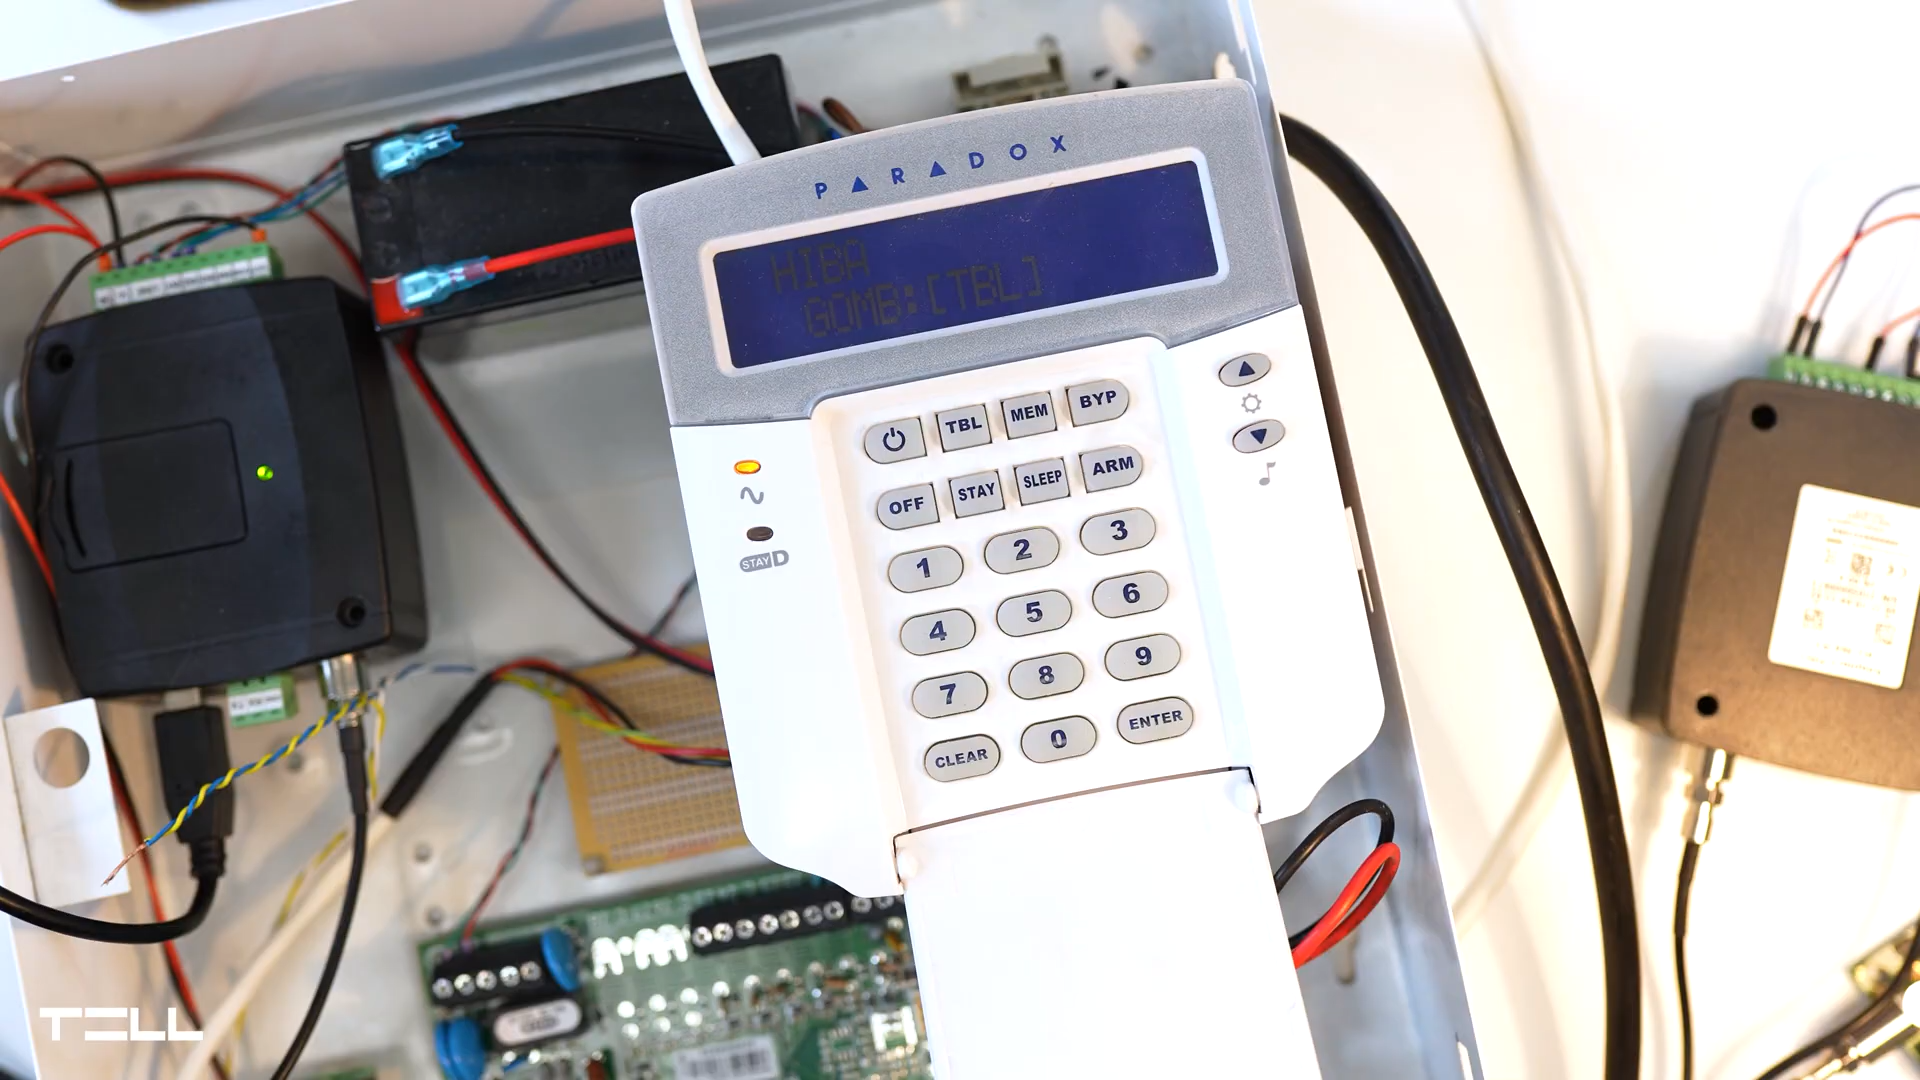 PARADOX
HIBA
GOMB:[TBL]
TBL MEM BYP
OFF STAY SLEEP ARM
STAY D
1 2 3
4 5 6
7 8 9
CLEAR 0 ENTER
TELL